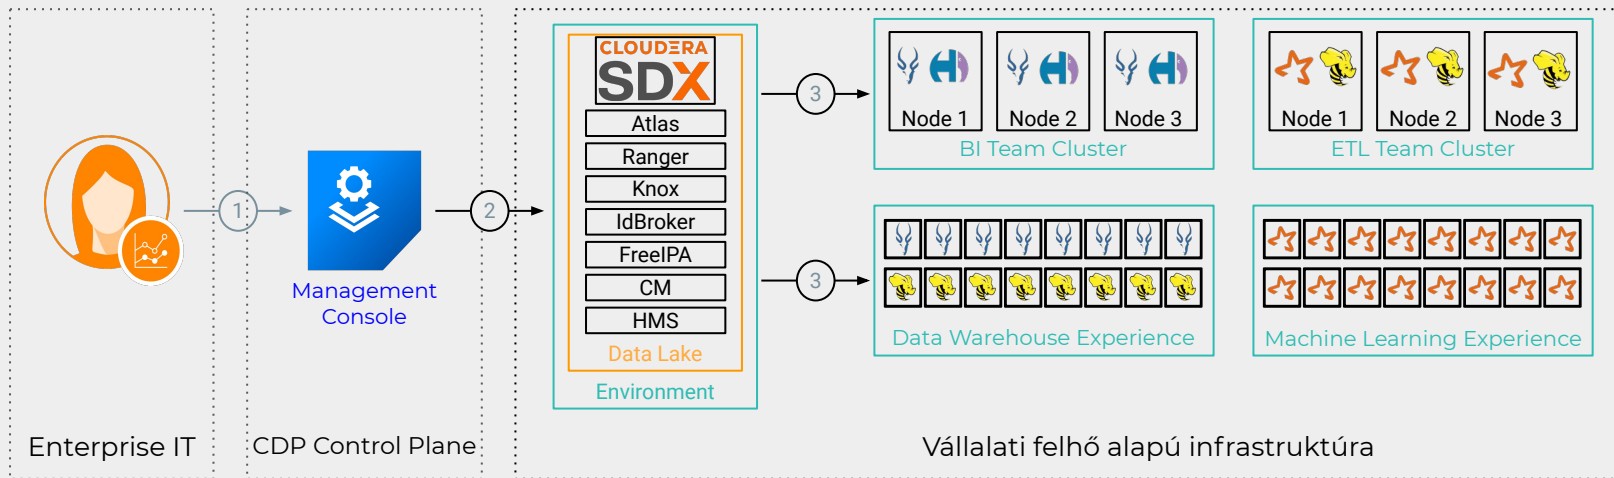 Enterprise IT
1
Management
Console
CDP Control Plane
2
CLOUDERA
SDX
Atlas
Ranger
Knox
IdBroker
FreeIPA
CM
HMS
Data Lake
Environment
3
3
Node 1
Node 2
Node 3
BI Team Cluster
Node 1
Node 2
Node 3
ETL Team Cluster
Data Warehouse Experience
Machine Learning Experience
Vállalati felhő alapú infrastruktúra